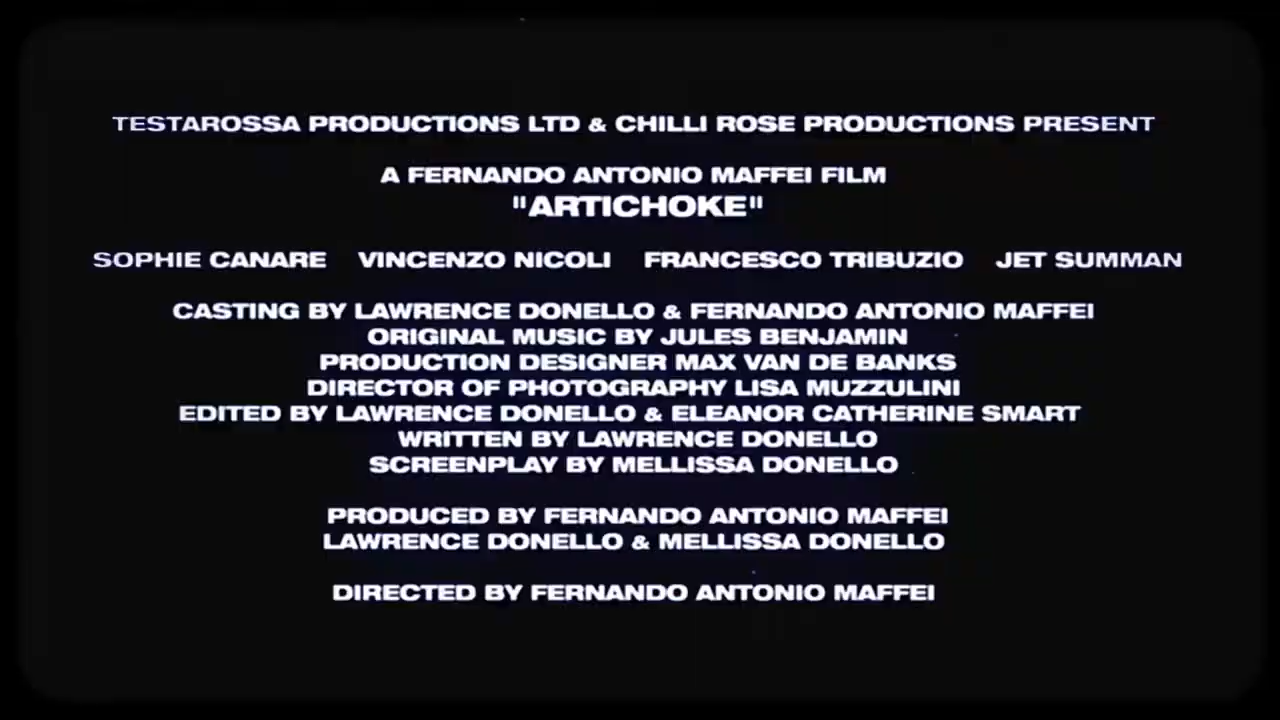 TESTAROSSA PRODUCTIONS LTD & CHILLI ROSE PRODUCTIONS PRESENT
A FERNANDO ANTONIO MAFFEI FILM
"ARTICHOKE"
SOPHIE CANARE VINCENZO NICOLI FRANCESCO TRIBUZIO JET SUMMAN
CASTING BY LAWRENCE DONELLO & FERNANDO ANTONIO MAFFEI
ORIGINAL MUSIC BY JULES BENJAMIN
PRODUCTION DESIGNER MAX VAN DE BANKS
DIRECTOR OF PHOTOGRAPHY LISA MUZZULINI
EDITED BY LAWRENCE DONELLO & ELEANOR CATHERINE SMART
WRITTEN BY LAWRENCE DONELLO
SCREENPLAY BY MELLISSA DONELLO
PRODUCED BY FERNANDO ANTONIO MAFFEI
LAWRENCE DONELLO & MELLISSA DONELLO
DIRECTED BY FERNANDO ANTONIO MAFFEI